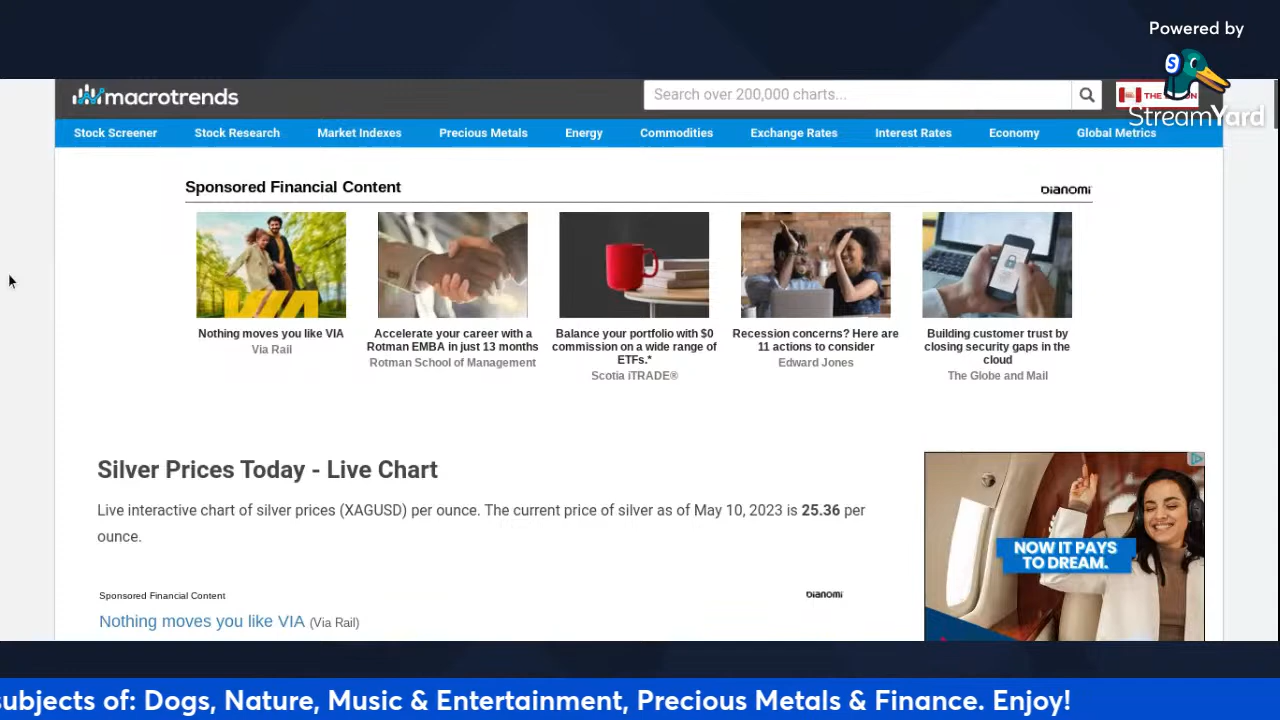 Powered by
StreamYard
macrotrends
Search over 200,000 charts...
Stock Screener Stock Research Market Indexes Precious Metals Energy Commodities Exchange Rates Interest Rates Economy Global Metrics
Sponsored Financial Content
DIANOMI
VIA
Nothing moves you like VIA
Via Rail
Accelerate your career with a
Rotman EMBA in just 13 months
Rotman School of Management
Balance your portfolio with $0
commission on a wide range of
ETFs.*
Scotia iTRADE®
Recession concerns? Here are
11 actions to consider
Edward Jones
Building customer trust by
closing security gaps in the
cloud
The Globe and Mail
Silver Prices Today - Live Chart
Live interactive chart of silver prices (XAGUSD) per ounce. The current price of silver as of May 10, 2023 is 25.36 per
ounce.
NOW IT PAYS
TO DREAM.
Sponsored Financial Content
DIANOMI
Nothing moves you like VIA (Via Rail)
subjects of: Dogs, Nature, Music & Entertainment, Precious Metals & Finance. Enjoy!